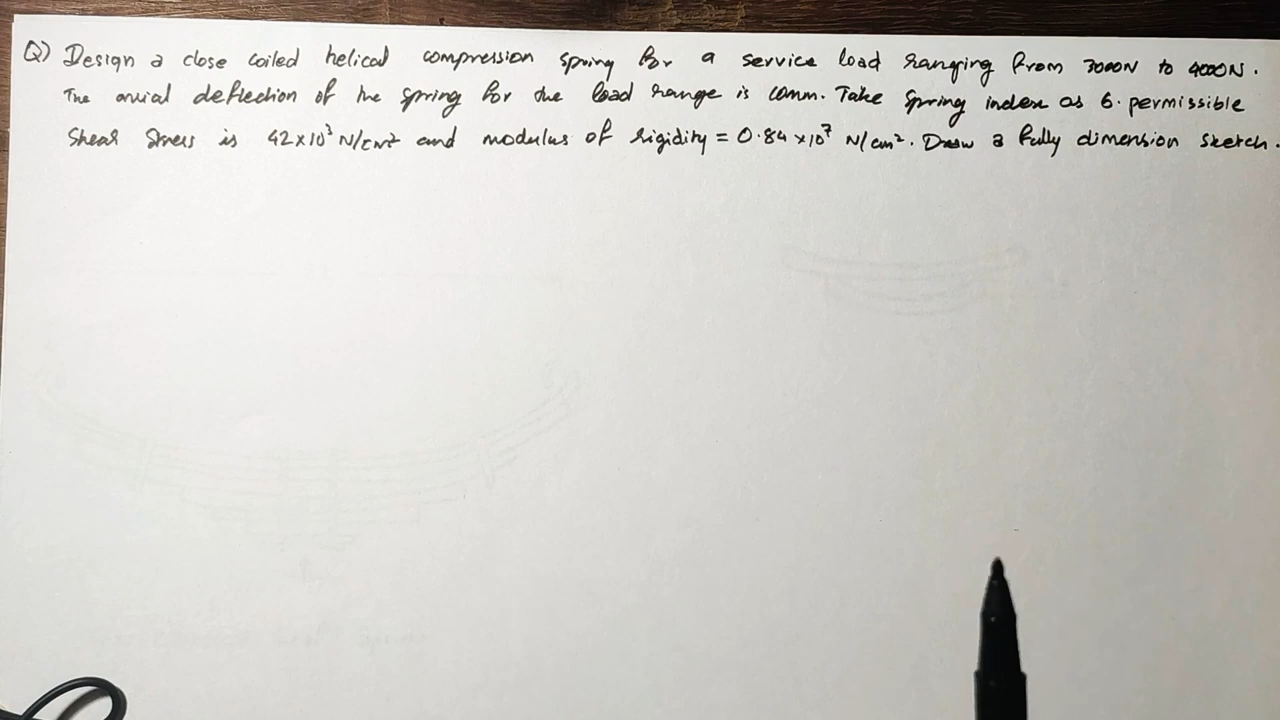 Q) Design a close coiled helical compression spring for a service load ranging from 3000N to 4000N.
The axial deflection of the spring for the load range is 10mm. Take spring index as 6. permissible
shear stress is 42×10³ N/cm² and modulus of rigidity = 0.84 ×10⁷ N/cm². Draw a fully dimension sketch.